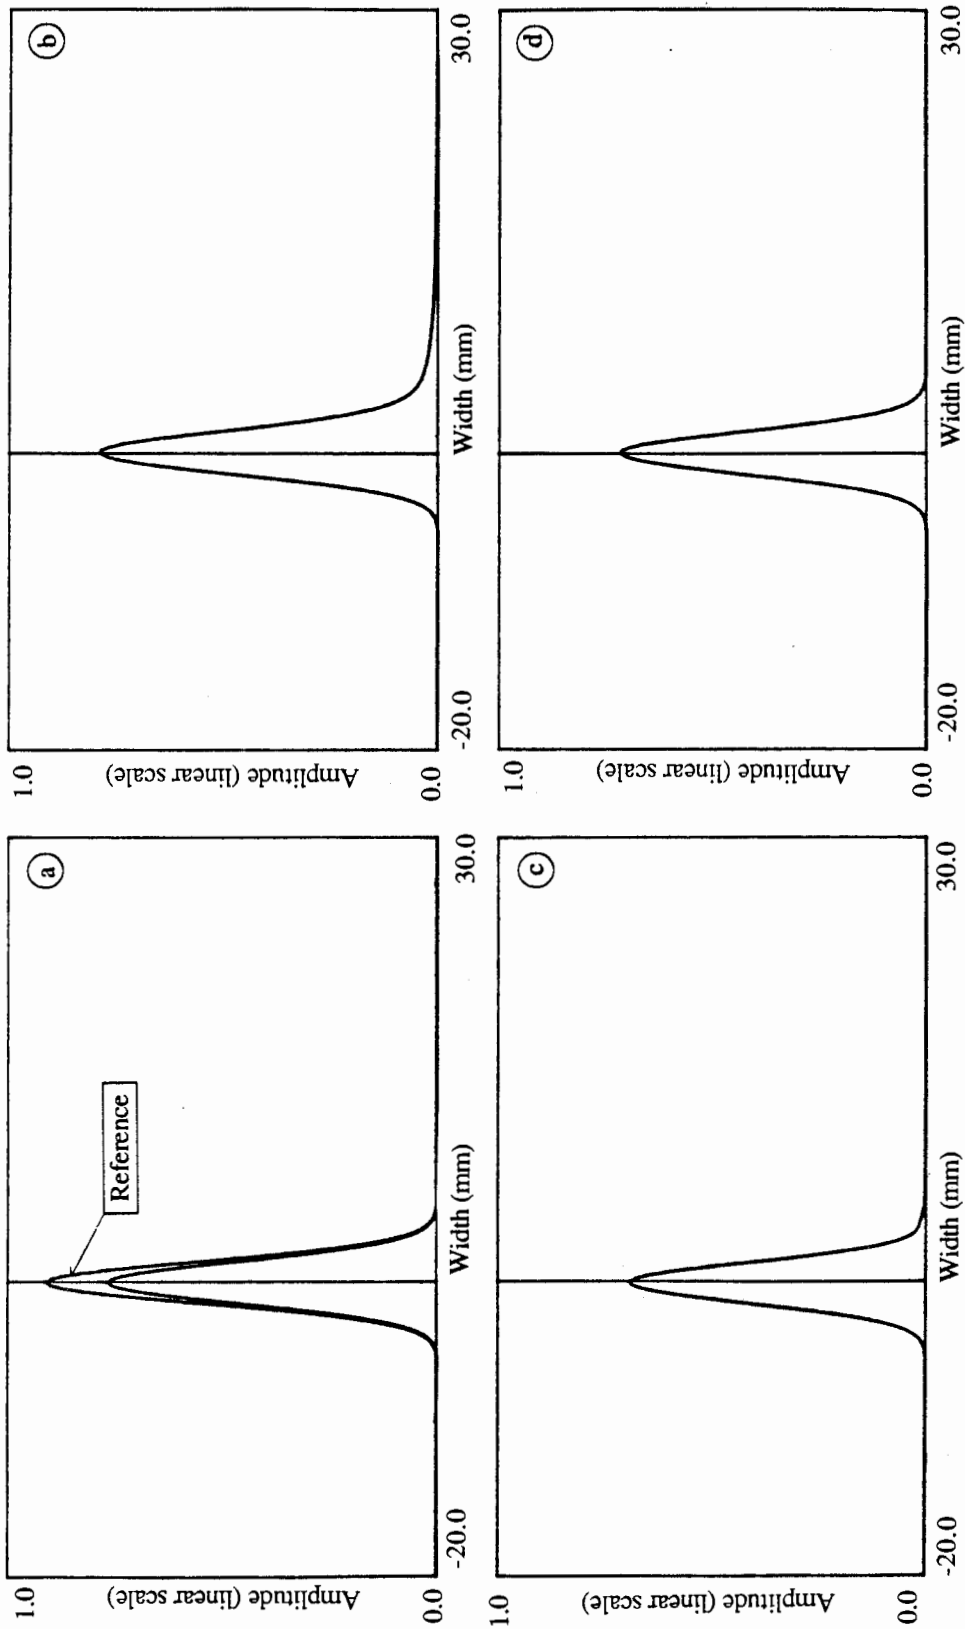 a
1.0
Amplitude (linear scale)
0.0
Reference
-20.0
Width (mm)
30.0
b
1.0
Amplitude (linear scale)
0.0
-20.0
Width (mm)
30.0
c
1.0
Amplitude (linear scale)
0.0
-20.0
Width (mm)
30.0
d
1.0
Amplitude (linear scale)
0.0
-20.0
Width (mm)
30.0